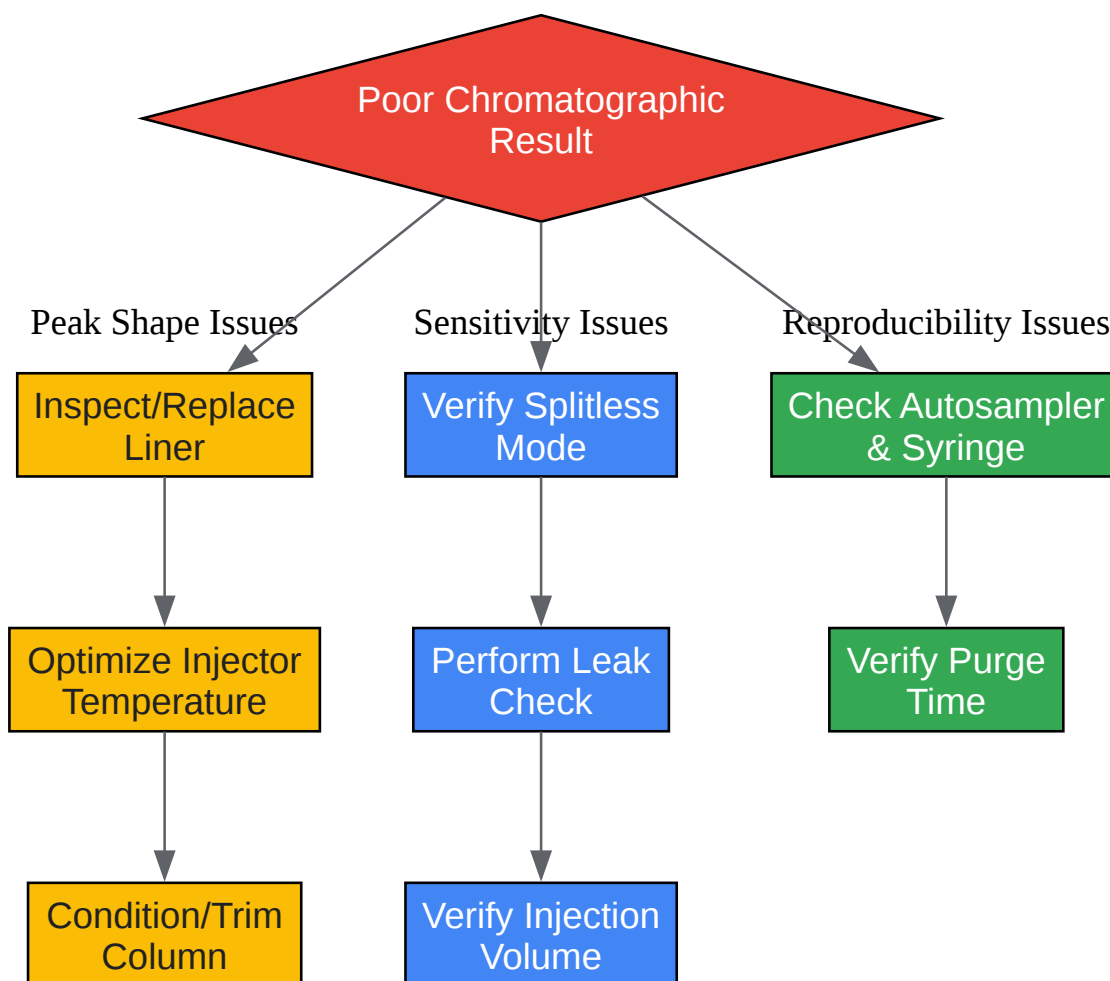 Poor Chromatographic
Result
Peak Shape Issues
Sensitivity Issues
Reproducibility Issues
Inspect/Replace
Liner
Verify Splitless
Mode
Check Autosampler
& Syringe
Optimize Injector
Temperature
Perform Leak
Check
Verify Purge
Time
Condition/Trim
Column
Verify Injection
Volume